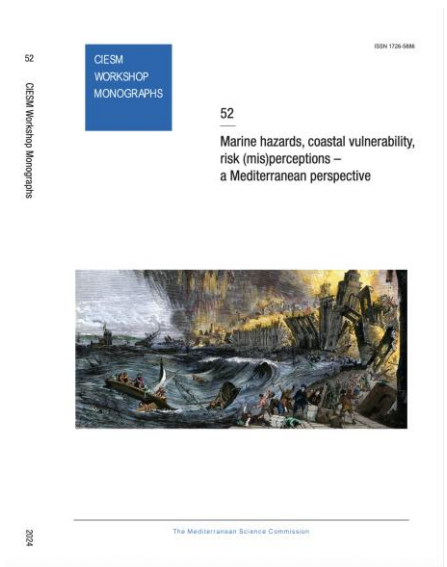 ISSN 1726-5886
52
CIESM Workshop Monographs
2024
CIESM
WORKSHOP
MONOGRAPHS
52
Marine hazards, coastal vulnerability,
risk (mis)perceptions –
a Mediterranean perspective
The Mediterranean Science Commission